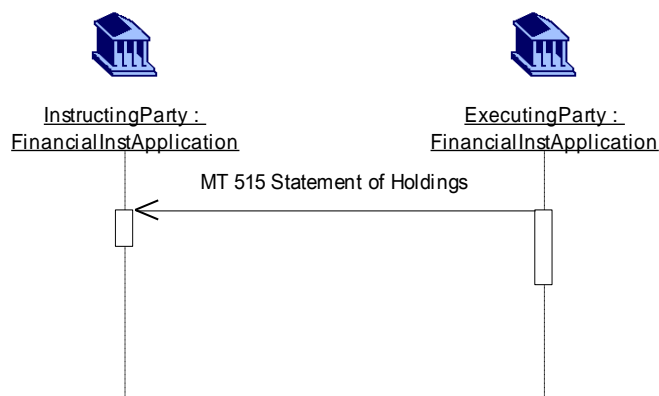 InstructingParty :
FinancialInstApplication
ExecutingParty :
FinancialInstApplication
MT 515 Statement of Holdings